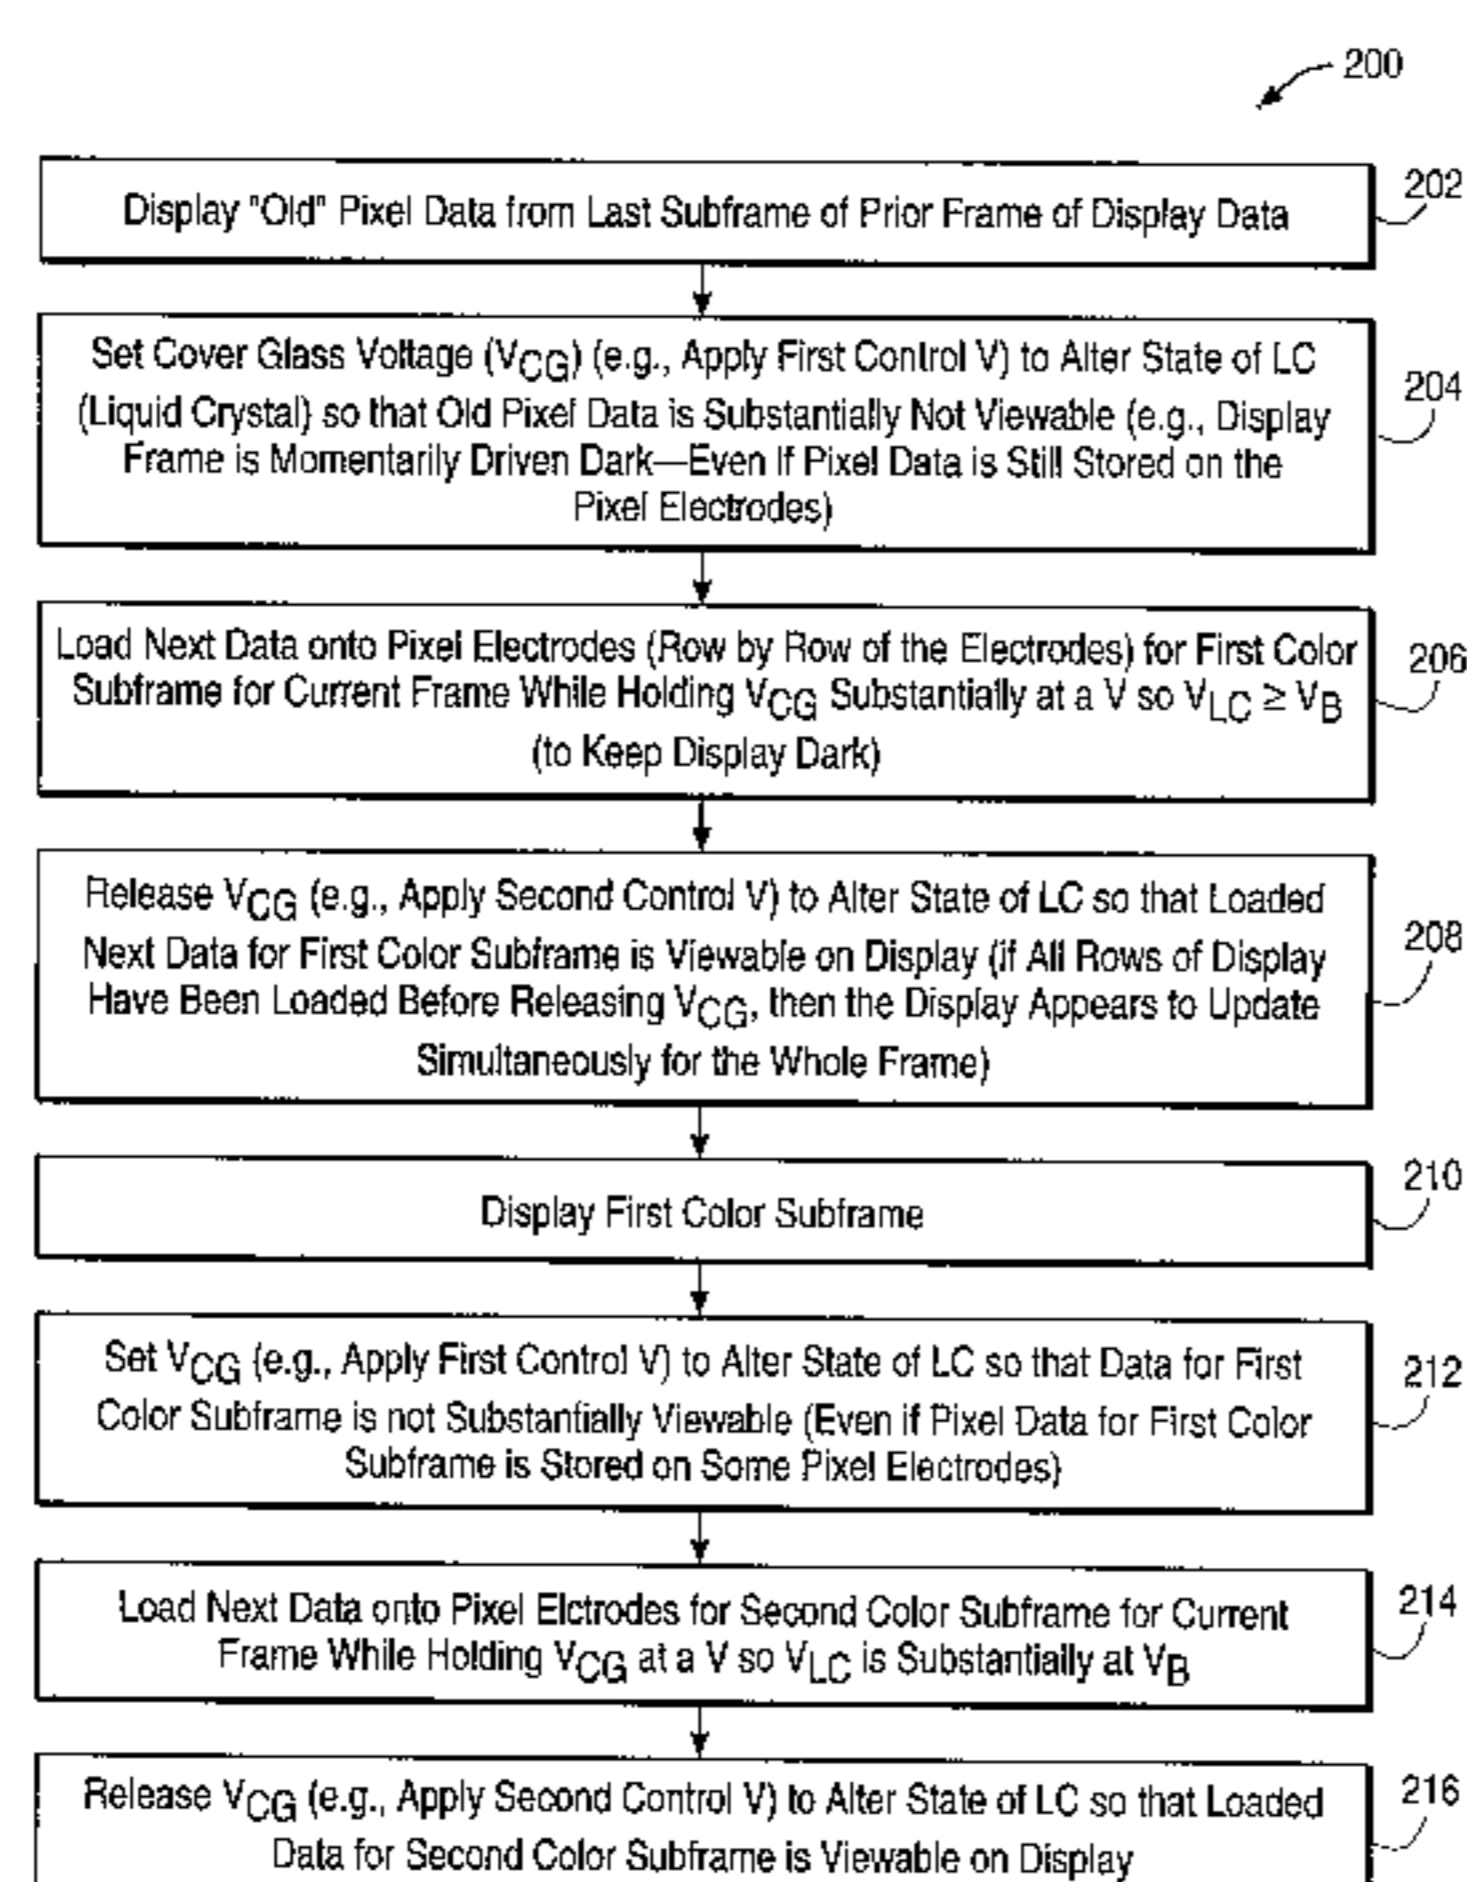 200
202
Display "Old" Pixel Data from Last Subframe of Prior Frame of Display Data
Set Cover Glass Voltage (VCG) (e.g., Apply First Control V) to Alter State of LC
204
(Liquid Crystal) so that Old Pixel Data is Substantially Not Viewable (e.g., Display
Frame is Momentarily Driven Dark—Even If Pixel Data is Still Stored on the
Pixel Electrodes)
Load Next Data onto Pixel Electrodes (Row by Row of the Electrodes) for First Color
206
Subframe for Current Frame While Holding VCG Substantially at a V so VLC ≥ VB
(to Keep Display Dark)
Release VCG (e.g., Apply Second Control V) to Alter State of LC so that Loaded
208
Next Data for First Color Subframe is Viewable on Display (if All Rows of Display
Have Been Loaded Before Releasing VCG, then the Display Appears to Update
Simultaneously for the Whole Frame)
210
Display First Color Subframe
Set VCG (e.g., Apply First Control V) to Alter State of LC so that Data for First
212
Color Subframe is not Substantially Viewable (Even if Pixel Data for First Color
Subframe is Stored on Some Pixel Electrodes)
214
Load Next Data onto Pixel Elctrodes for Second Color Subframe for Current
Frame While Holding VCG at a V so VLC is Substantially at VB
216
Release VCG (e.g., Apply Second Control V) to Alter State of LC so that Loaded
Data for Second Color Subframe is Viewable on Display